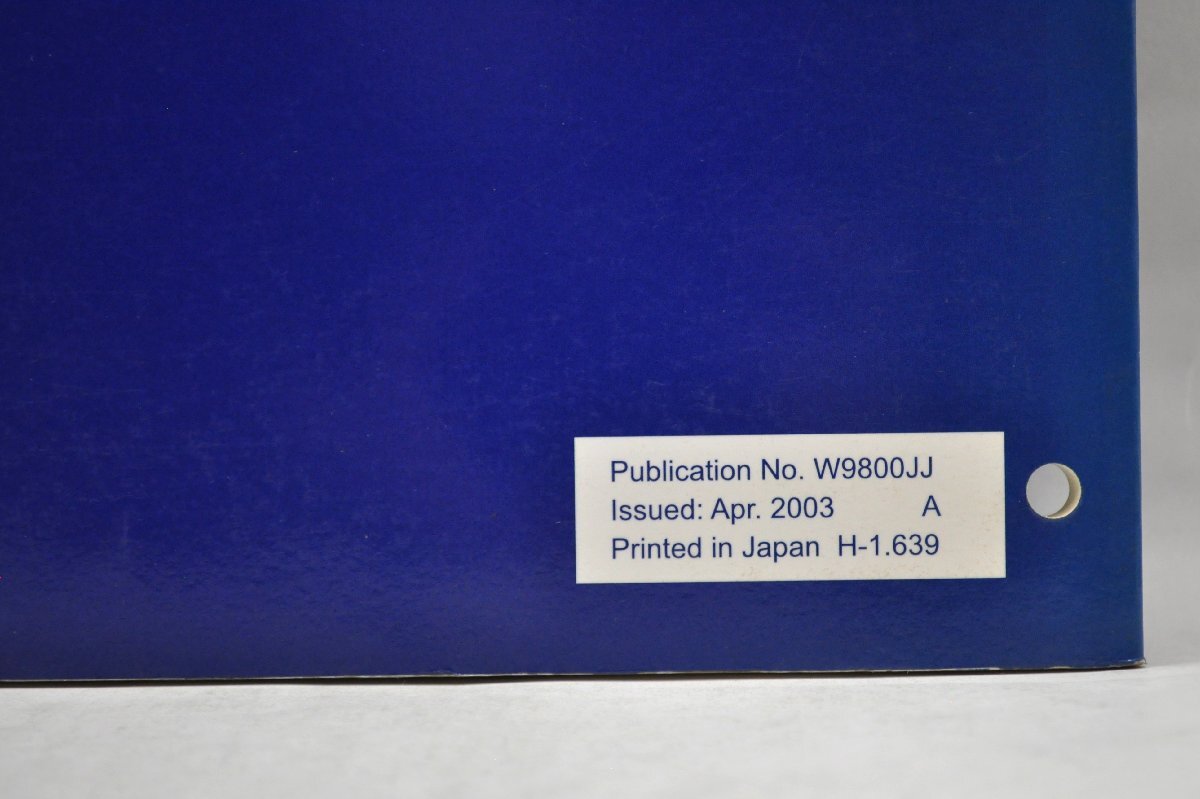 Publication No. W9800JJ
Issued: Apr. 2003 A
Printed in Japan H-1.639